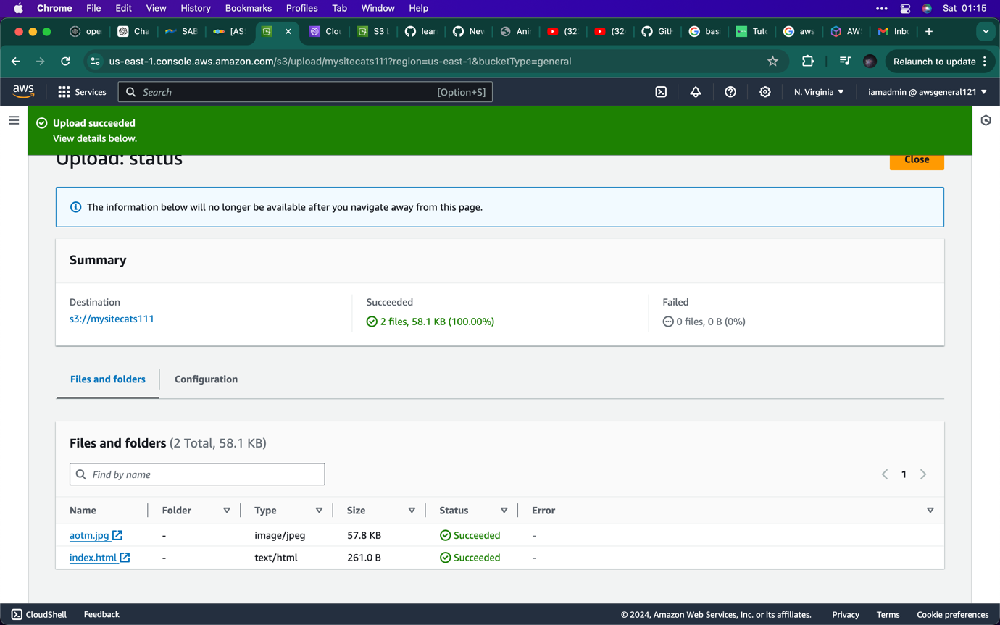 Chrome File Edit View History Bookmarks Profiles Tab Window Help Sat 01:15
ope Cha SAB [AS Clou S3 b lear Nev Anir (32 (32 Gith bas Tuto aws AW Inbo
us-east-1.console.aws.amazon.com/s3/upload/mysitecats111?region=us-east-1&bucketType=general Relaunch to update
aws Services Search [Option+S] N. Virginia iamadmin @ awsgeneral121
Upload succeeded
View details below.
Upload: status Close
The information below will no longer be available after you navigate away from this page.
Summary
Destination Succeeded Failed
s3://mysitecats111 2 files, 58.1 KB (100.00%) 0 files, 0 B (0%)
Files and folders Configuration
Files and folders (2 Total, 58.1 KB)
Find by name 1
Name Folder Type Size Status Error
aotm.jpg - image/jpeg 57.8 KB Succeeded -
index.html - text/html 261.0 B Succeeded -
CloudShell Feedback © 2024, Amazon Web Services, Inc. or its affiliates. Privacy Terms Cookie preferences